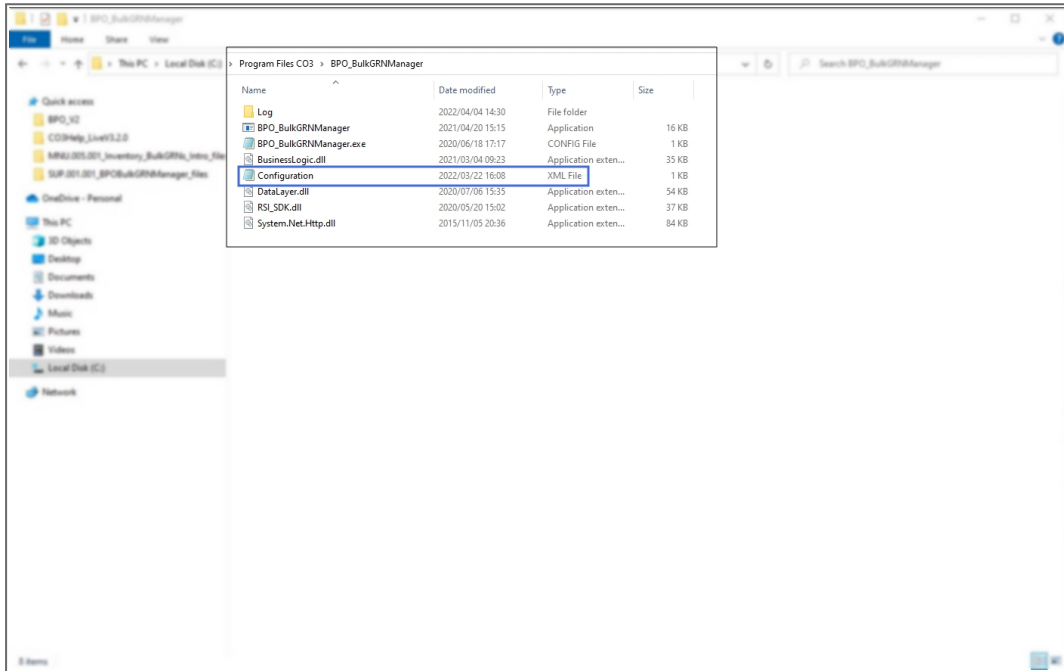 BPO_BulkGRNManager
File Home Share View
This PC > Local Disk (C:) > Program Files CO3 > BPO_BulkGRNManager
Search BPO_BulkGRNManager
Quick access
BPO_V2
CO3Help_LiveV3.2.0
MNU.005.001_Inventory_BulkGRNs_Intro_file
SUP.001.001_BPOBulkGRNManager_files
OneDrive - Personal
This PC
3D Objects
Desktop
Documents
Downloads
Music
Pictures
Videos
Local Disk (C:)
Network
Name Date modified Type Size
Log 2022/04/04 14:30 File folder
BPO_BulkGRNManager 2021/04/20 15:15 Application 16 KB
BPO_BulkGRNManager.exe 2020/06/18 17:17 CONFIG File 1 KB
BusinessLogic.dll 2021/03/04 09:23 Application exten... 35 KB
Configuration 2022/03/22 16:08 XML File 1 KB
DataLayer.dll 2020/07/06 15:35 Application exten... 54 KB
RSI_SDK.dll 2020/05/20 15:02 Application exten... 37 KB
System.Net.Http.dll 2015/11/05 20:36 Application exten... 84 KB
8 items